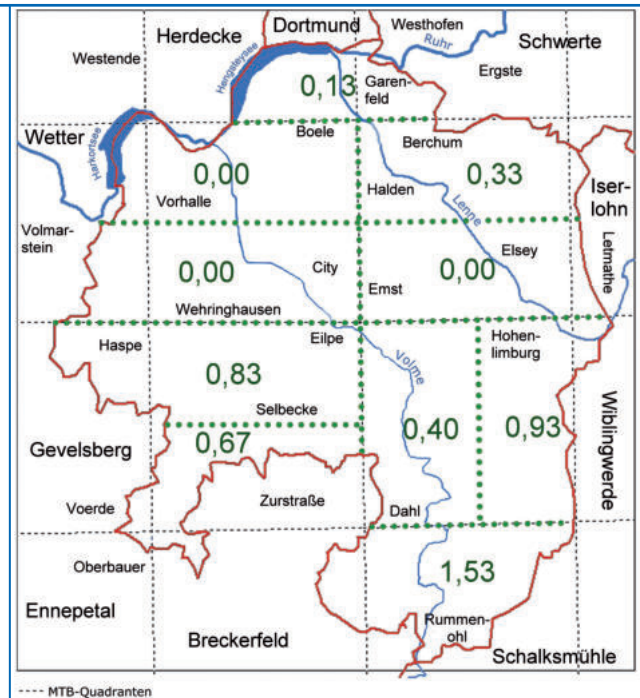 Dortmund
Herdecke
Westhofen
Ruhr
Schwerte
Westende
Hengsteysee
Ergste
Garen-
feld
0,13
Wetter
Boele
Berchum
Harkortsee
0,00
0,33
Iser-
lohn
Vorhalle
Halden
Lenne
Volmar-
stein
Elsey
Letmathe
0,00
City
0,00
Emst
Wehringhausen
Haspe
Eilpe
Hohen-
limburg
Volme
0,83
0,40
0,93
Selbecke
Wiblingwerde
Gevelsberg
0,67
Voerde
Zurstraße
Dahl
Oberbauer
1,53
Ennepetal
Rummen-
ohl
Breckerfeld
Schalksmühle
---- MTB-Quadranten